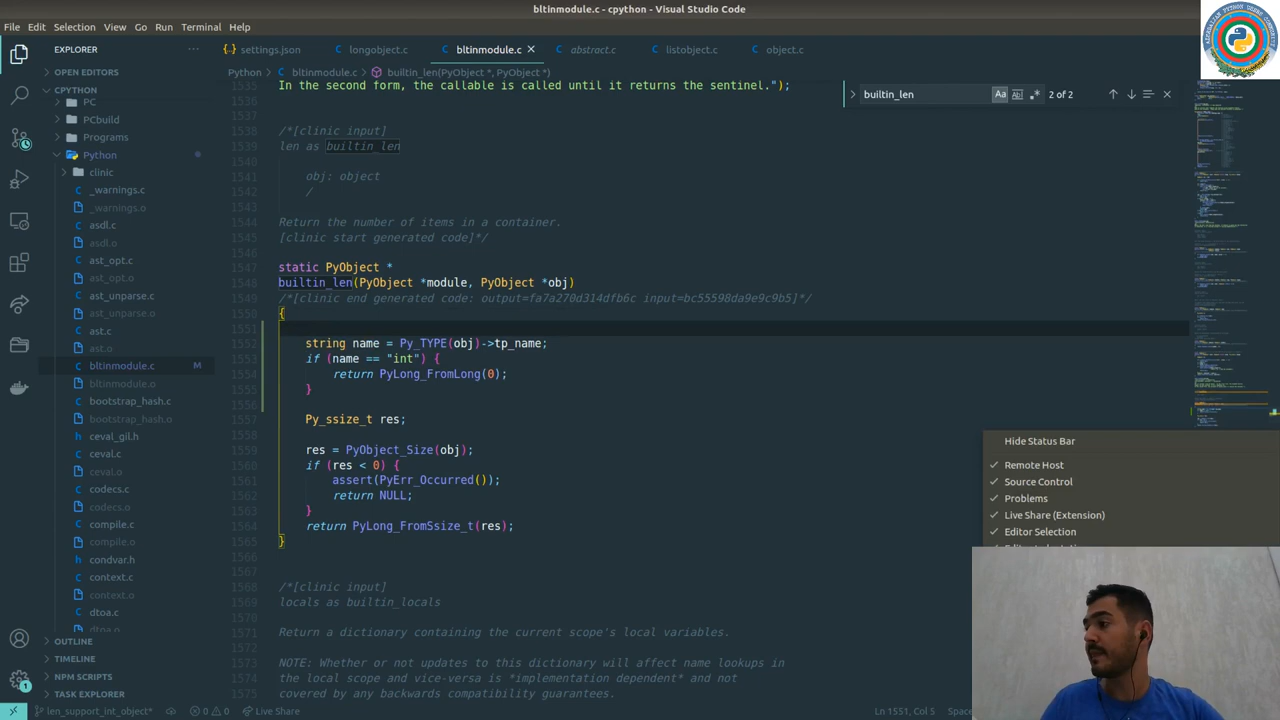 bltinmodule.c - cpython - Visual Studio Code
File Edit Selection View Go Run Terminal Help
EXPLORER
settings.json longobject.c bltinmodule.c abstract.c listobject.c object.c
Python bltinmodule.c builtin_len(PyObject *, PyObject *)
OPEN EDITORS
CPYTHON
PC
PCbuild
Programs
Python
clinic
_warnings.c
_warnings.o
asdl.c
asdl.o
ast_opt.c
ast_opt.o
ast_unparse.c
ast_unparse.o
ast.c
ast.o
bltinmodule.c M
bltinmodule.o
bootstrap_hash.c
bootstrap_hash.o
ceval_gil.h
ceval.c
ceval.o
codecs.c
codecs.o
compile.c
compile.o
condvar.h
context.c
context.o
dtoa.c
dtoa.o
OUTLINE
TIMELINE
NPM SCRIPTS
TASK EXPLORER
builtin_len Aa 2 of 2
1535 In the second form, the callable is called until it returns the sentinel.");
1536
1537
1538 /*[clinic input]
1539 len as builtin_len
1540
1541 obj: object
1542 /
1543
1544 Return the number of items in a container.
1545 [clinic start generated code]*/
1546
1547 static PyObject *
1548 builtin_len(PyObject *module, PyObject *obj)
1549 /*[clinic end generated code: output=fa7a270d314dfb6c input=bc55598da9e9c9b5]*/
1550 {
1551
1552 string name = Py_TYPE(obj)->tp_name;
1553 if (name == "int") {
1554 return PyLong_FromLong(0);
1555 }
1556
1557 Py_ssize_t res;
1558
1559 res = PyObject_Size(obj);
1560 if (res < 0) {
1561 assert(PyErr_Occurred());
1562 return NULL;
1563 }
1564 return PyLong_FromSsize_t(res);
1565 }
1566
1567
1568 /*[clinic input]
1569 locals as builtin_locals
1570
1571 Return a dictionary containing the current scope's local variables.
1572
1573 NOTE: Whether or not updates to this dictionary will affect name lookups in
1574 the local scope and vice-versa is *implementation dependent* and not
1575 covered by any backwards compatibility guarantees.
Hide Status Bar
Remote Host
Source Control
Problems
Live Share (Extension)
Editor Selection
len_support_int_object* 0 0 Live Share Ln 1551, Col 5 Space